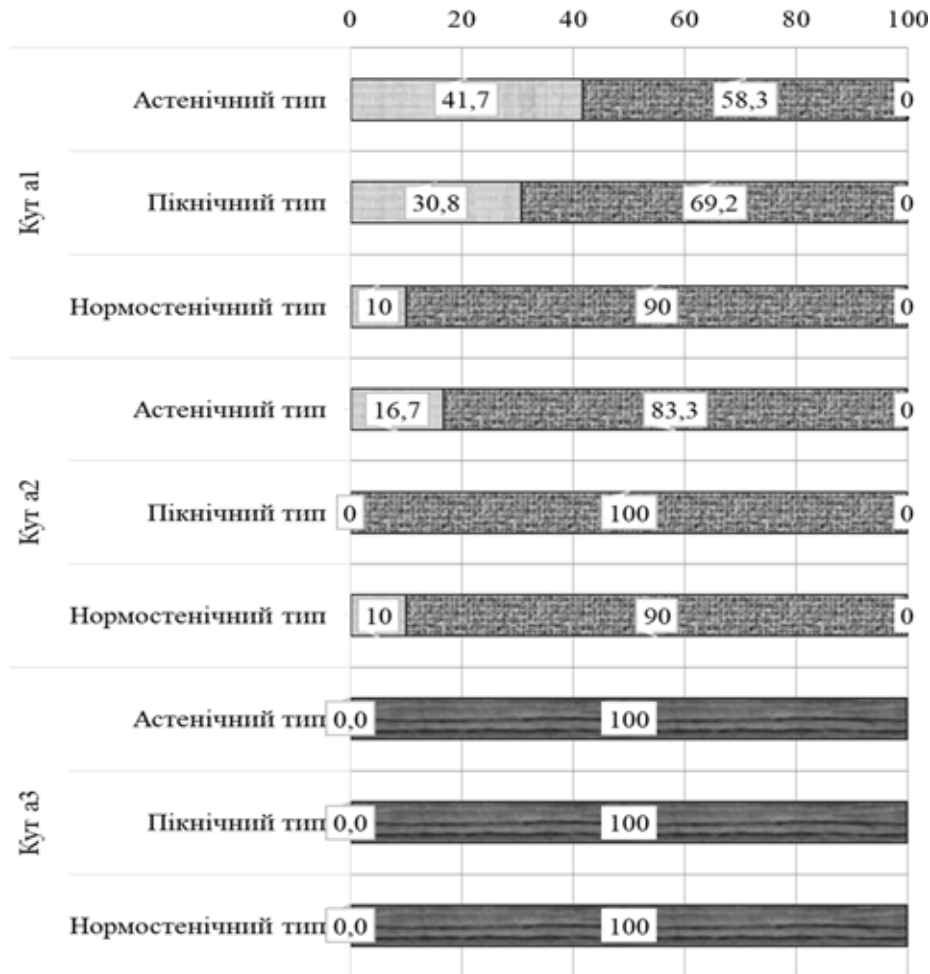 0 20 40 60 80 100
Кут а1
Астенічний тип 41,7 58,3 0
Пікнічний тип 30,8 69,2 0
Нормостенічний тип 10 90 0
Кут а2
Астенічний тип 16,7 83,3 0
Пікнічний тип 0 100 0
Нормостенічний тип 10 90 0
Кут а3
Астенічний тип 0,0 100
Пікнічний тип 0,0 100
Нормостенічний тип 0,0 100